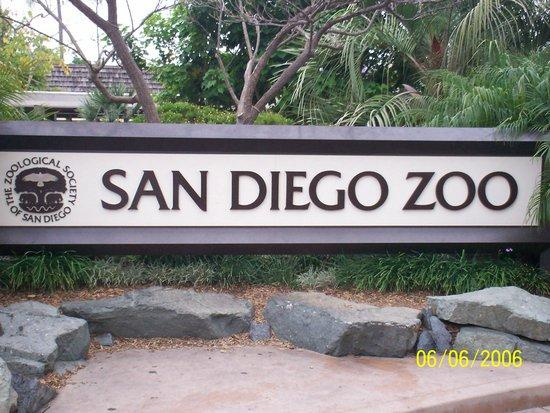 THE ZOOLOGICAL SOCIETY
OF SAN DIEGO
SAN DIEGO ZOO
06/06/2006